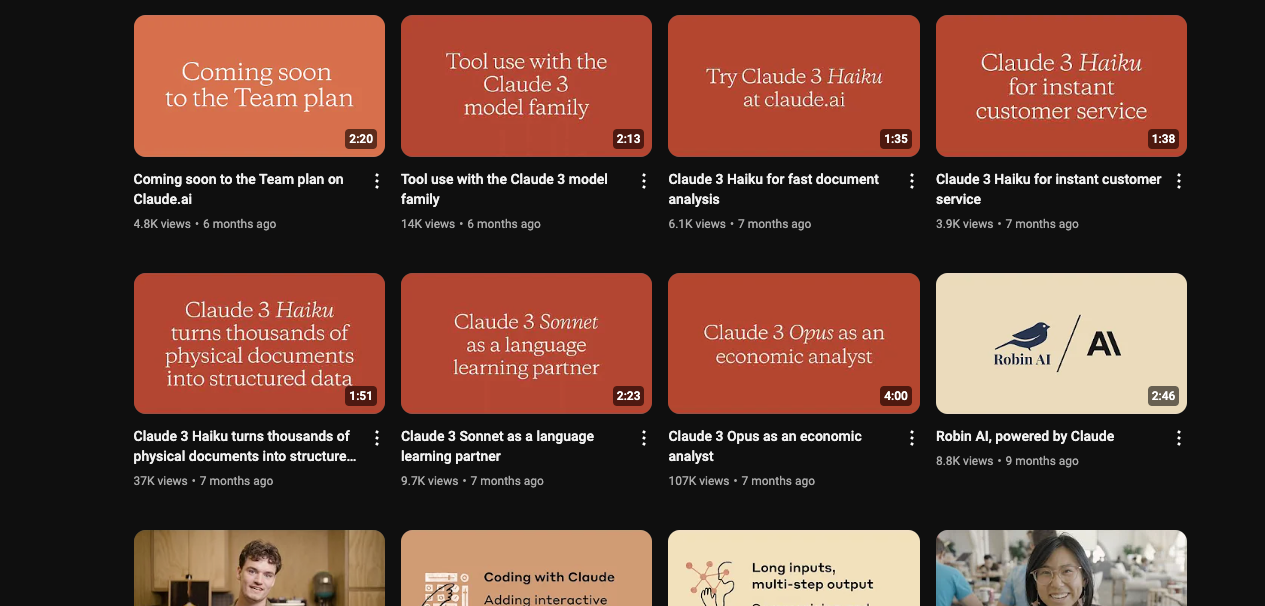 Coming soon
to the Team plan
2:20
Coming soon to the Team plan on
Claude.ai
4.8K views • 6 months ago
Tool use with the
Claude 3
model family
2:13
Tool use with the Claude 3 model
family
14K views • 6 months ago
Try Claude 3 Haiku
at claude.ai
1:35
Claude 3 Haiku for fast document
analysis
6.1K views • 7 months ago
Claude 3 Haiku
for instant
customer service
1:38
Claude 3 Haiku for instant customer
service
3.9K views • 7 months ago
Claude 3 Haiku
turns thousands of
physical documents
into structured data
1:51
Claude 3 Haiku turns thousands of
physical documents into structure...
37K views • 7 months ago
Claude 3 Sonnet
as a language
learning partner
2:23
Claude 3 Sonnet as a language
learning partner
9.7K views • 7 months ago
Claude 3 Opus as an
economic analyst
4:00
Claude 3 Opus as an economic
analyst
107K views • 7 months ago
Robin AI
AI
2:46
Robin AI, powered by Claude
8.8K views • 9 months ago
Coding with Claude
Adding interactive
Long inputs,
multi-step output